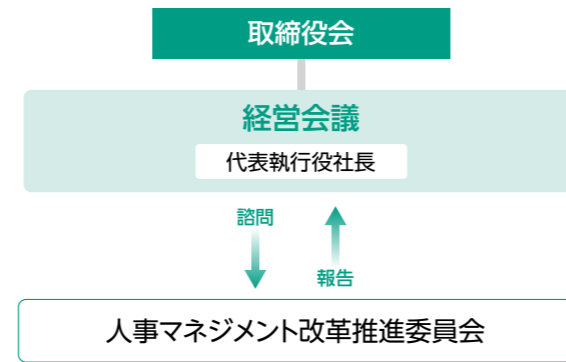 取締役会
経営会議
代表執行役社長
諮問
報告
人事マネジメント改革推進委員会